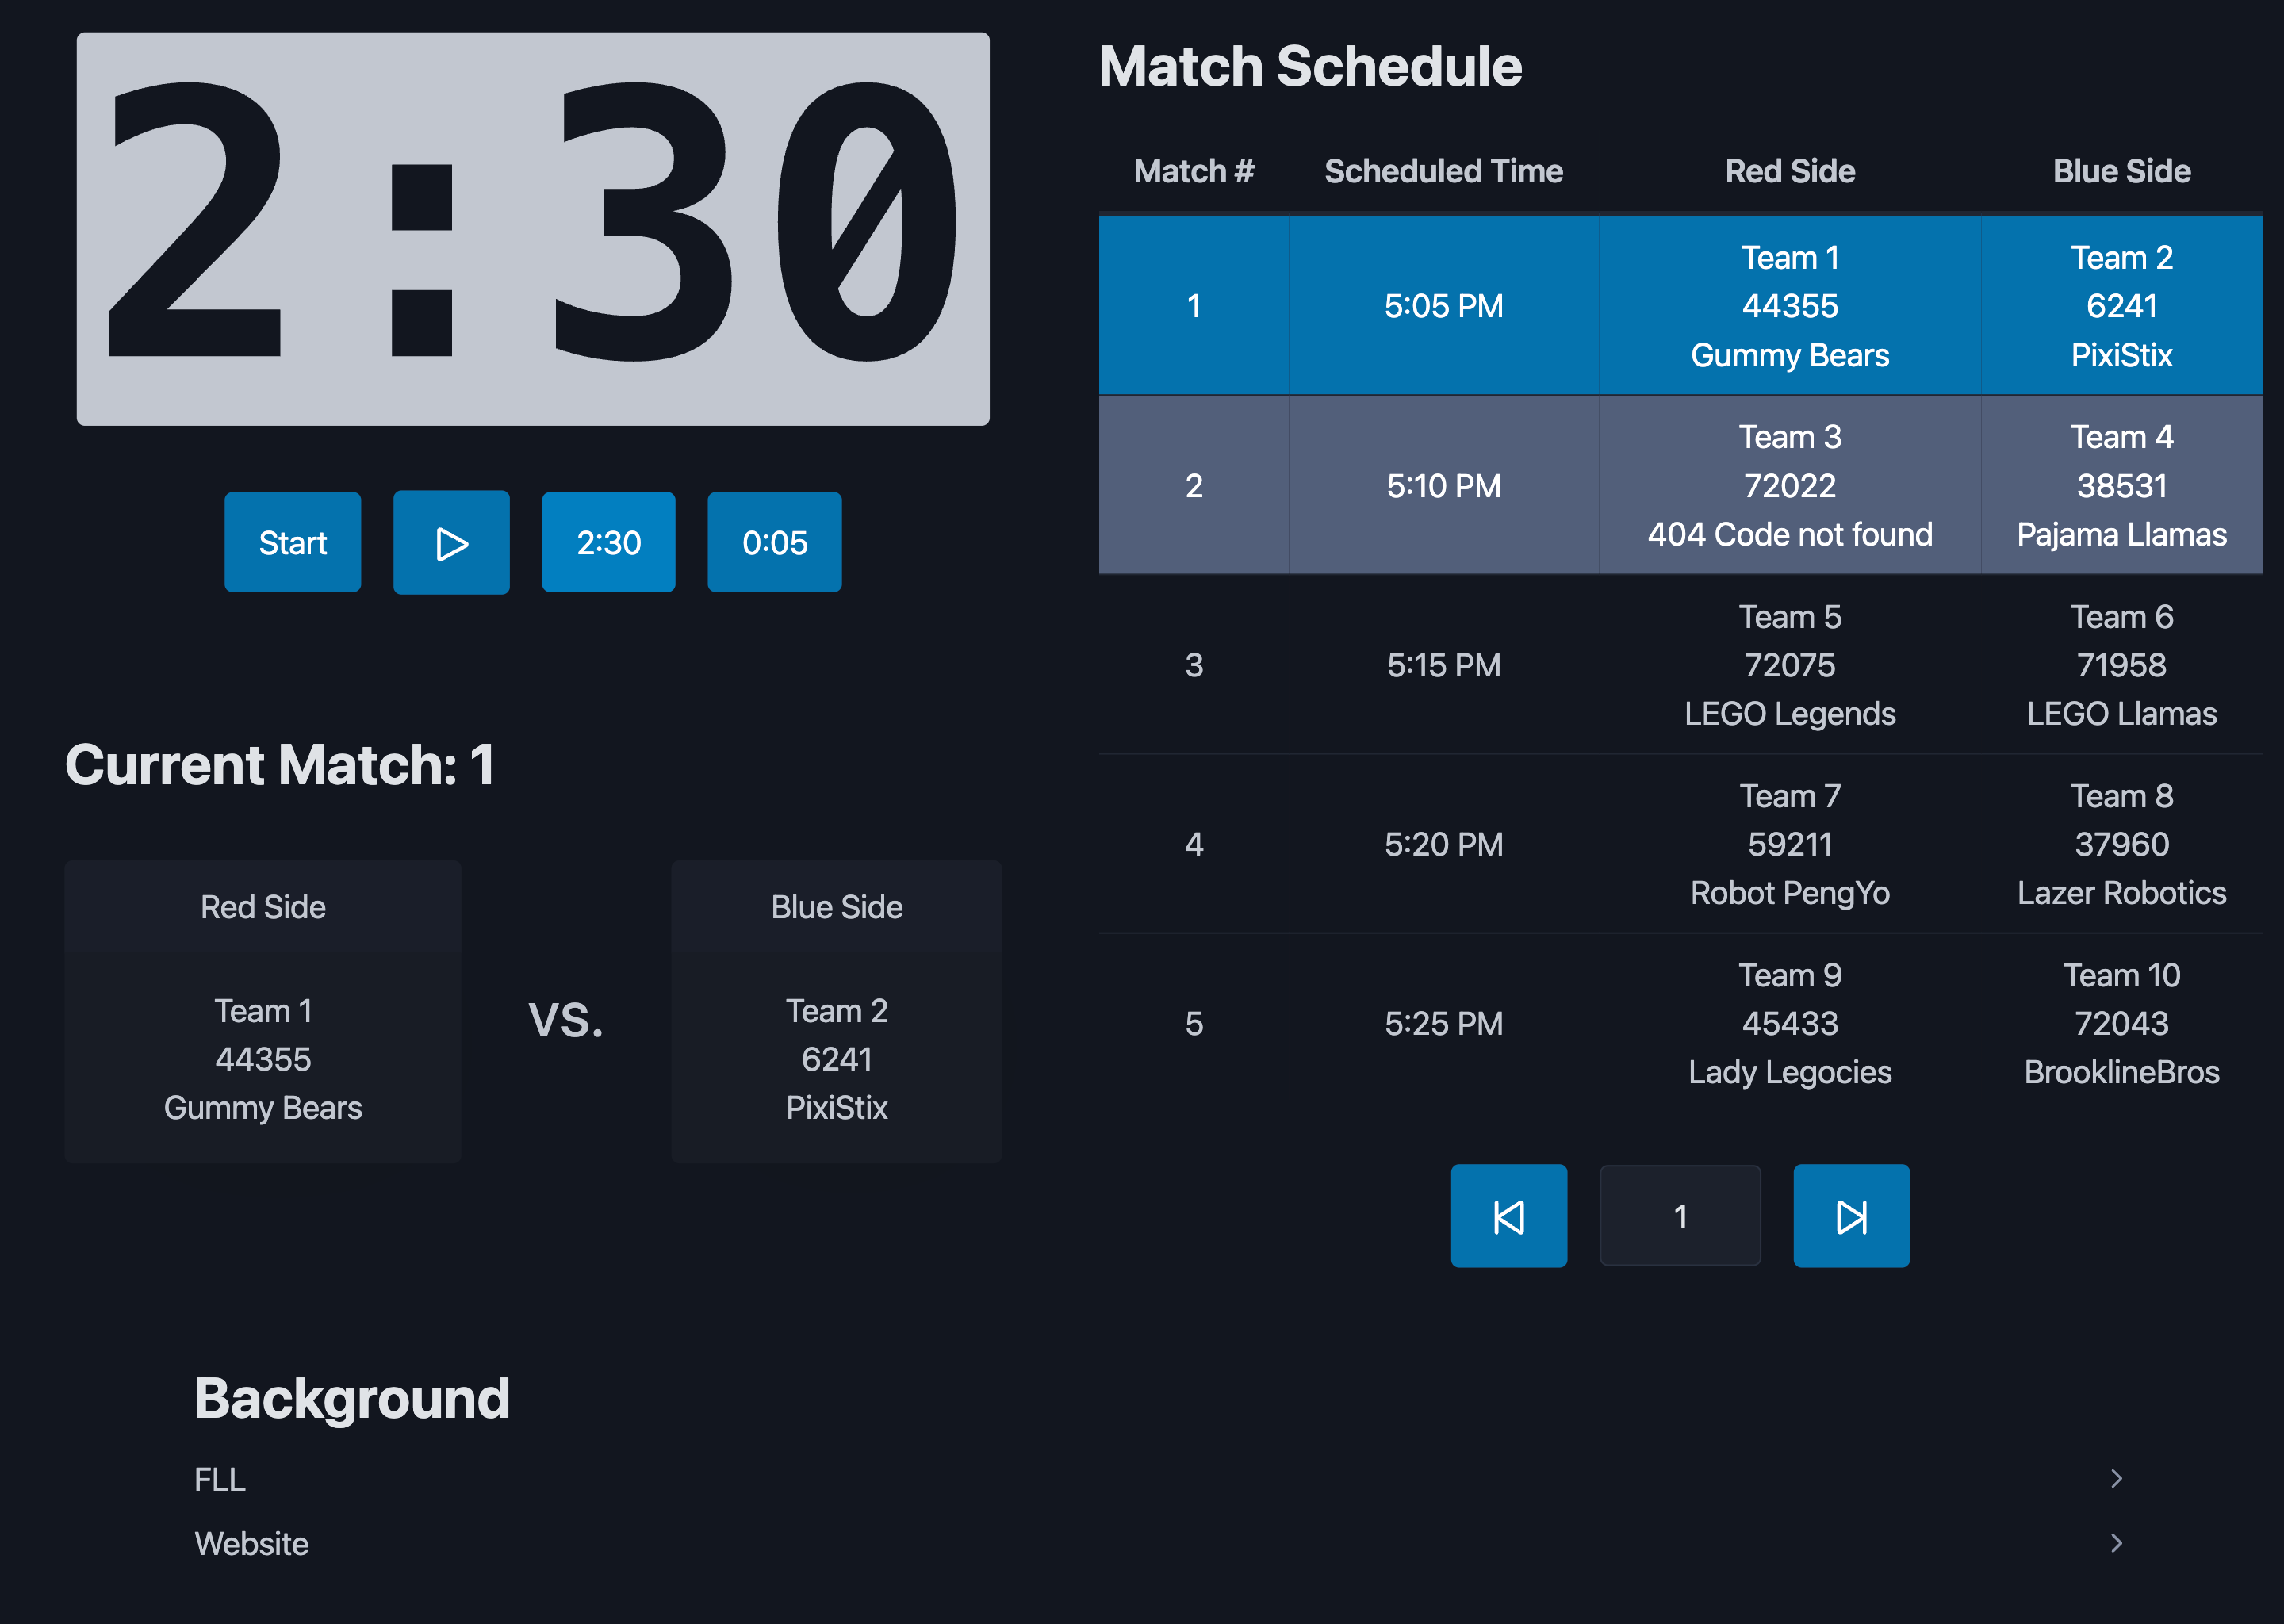 2:30
Start
2:30
0:05
Current Match: 1
Red Side
Team 1
44355
Gummy Bears
VS.
Blue Side
Team 2
6241
PixiStix
Match Schedule
Match # Scheduled Time Red Side Blue Side
1
5:05 PM
Team 1
44355
Gummy Bears
Team 2
6241
PixiStix
2
5:10 PM
Team 3
72022
404 Code not found
Team 4
38531
Pajama Llamas
3
5:15 PM
Team 5
72075
LEGO Legends
Team 6
71958
LEGO Llamas
4
5:20 PM
Team 7
59211
Robot PengYo
Team 8
37960
Lazer Robotics
5
5:25 PM
Team 9
45433
Lady Legocies
Team 10
72043
BrooklineBros
1
Background
FLL
Website